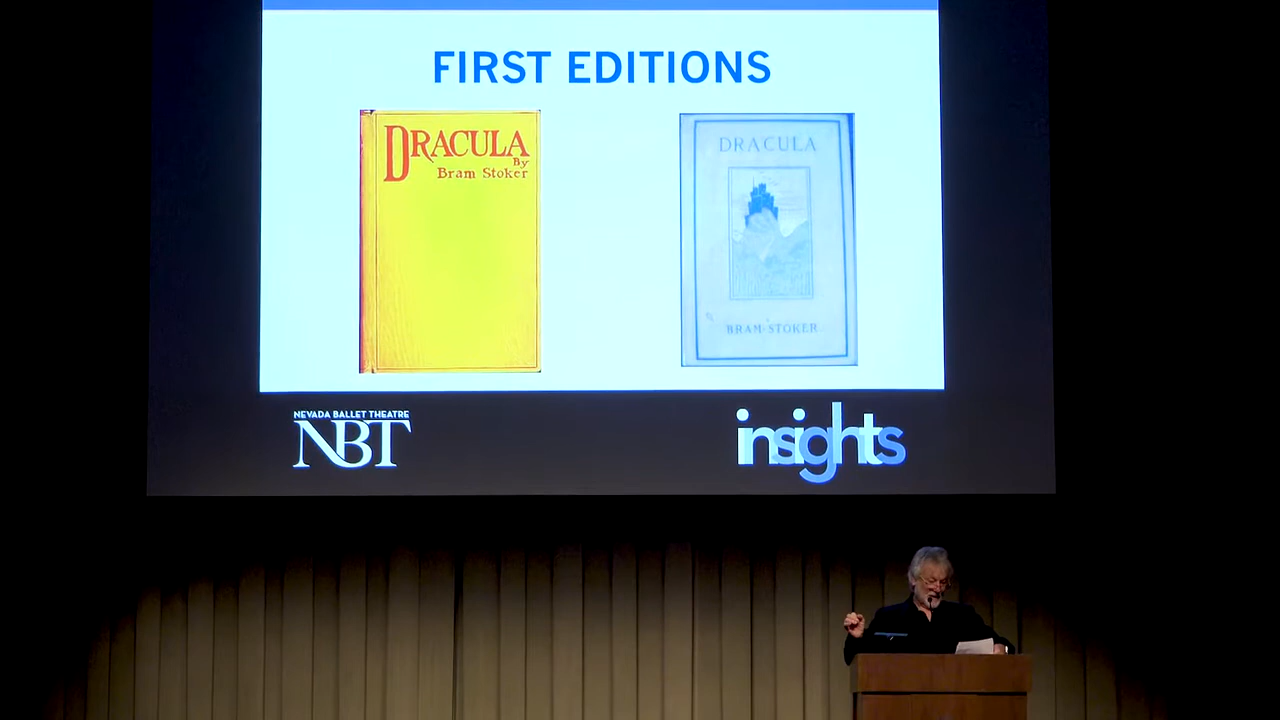 FIRST EDITIONS
DRACULA
By
Bram Stoker
DRACULA
BRAM STOKER
NEVADA BALLET THEATRE
NBT
insights